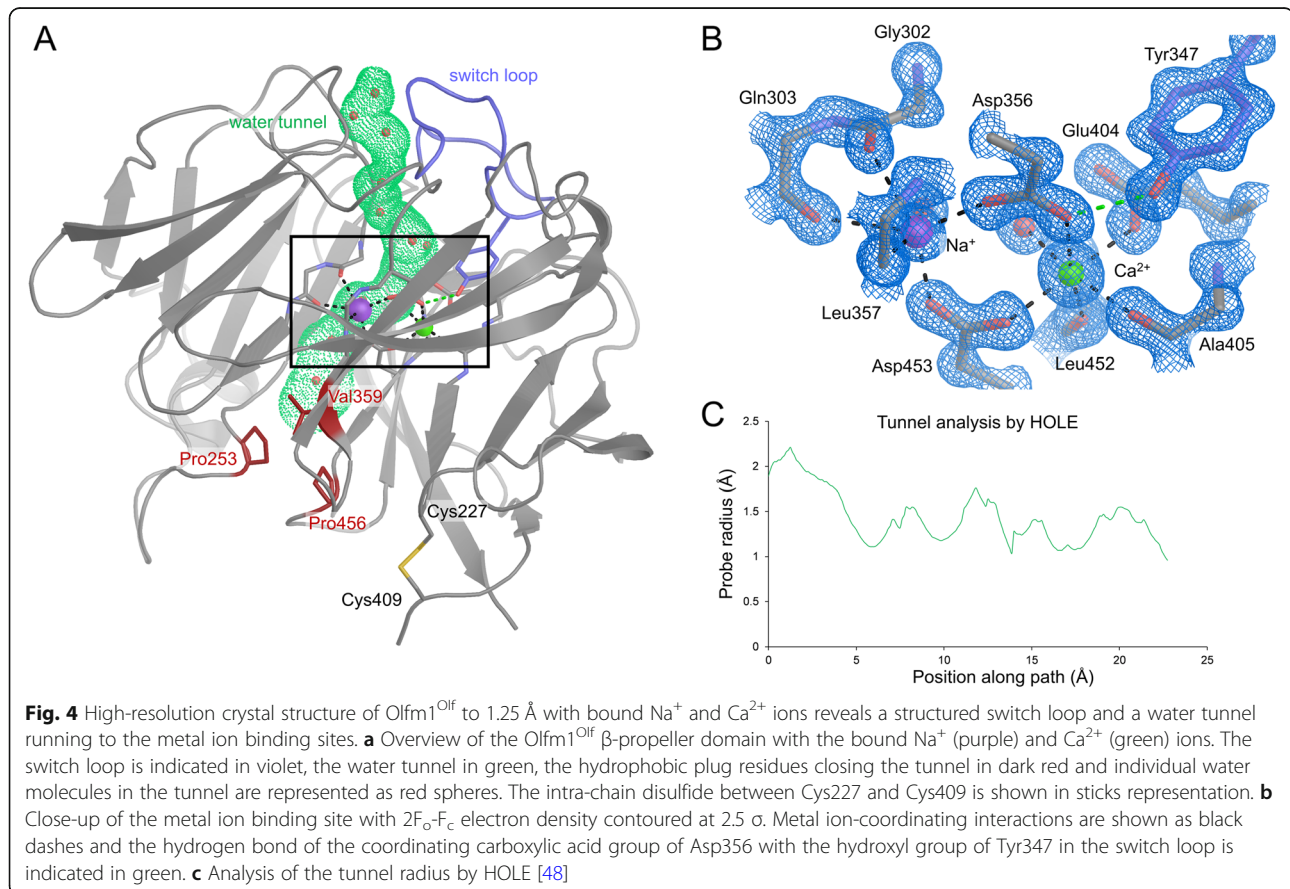 A
switch loop
water tunnel
Val359
Pro253
Pro456
Cys227
Cys409
B
Gly302
Tyr347
Gln303
Asp356
Glu404
Na⁺
Ca²⁺
Leu357
Asp453
Leu452
Ala405
C
Tunnel analysis by HOLE
2.5
2
1.5
1
0.5
0
Probe radius (Å)
0 5 10 15 20 25
Position along path (Å)
Fig. 4 High-resolution crystal structure of Olfm1ᴼˡᶠ to 1.25 Å with bound Na⁺ and Ca²⁺ ions reveals a structured switch loop and a water tunnel
running to the metal ion binding sites. a Overview of the Olfm1ᴼˡᶠ β-propeller domain with the bound Na⁺ (purple) and Ca²⁺ (green) ions. The
switch loop is indicated in violet, the water tunnel in green, the hydrophobic plug residues closing the tunnel in dark red and individual water
molecules in the tunnel are represented as red spheres. The intra-chain disulfide between Cys227 and Cys409 is shown in sticks representation. b
Close-up of the metal ion binding site with 2Fₒ-F꜀ electron density contoured at 2.5 σ. Metal ion-coordinating interactions are shown as black
dashes and the hydrogen bond of the coordinating carboxylic acid group of Asp356 with the hydroxyl group of Tyr347 in the switch loop is
indicated in green. c Analysis of the tunnel radius by HOLE [48]